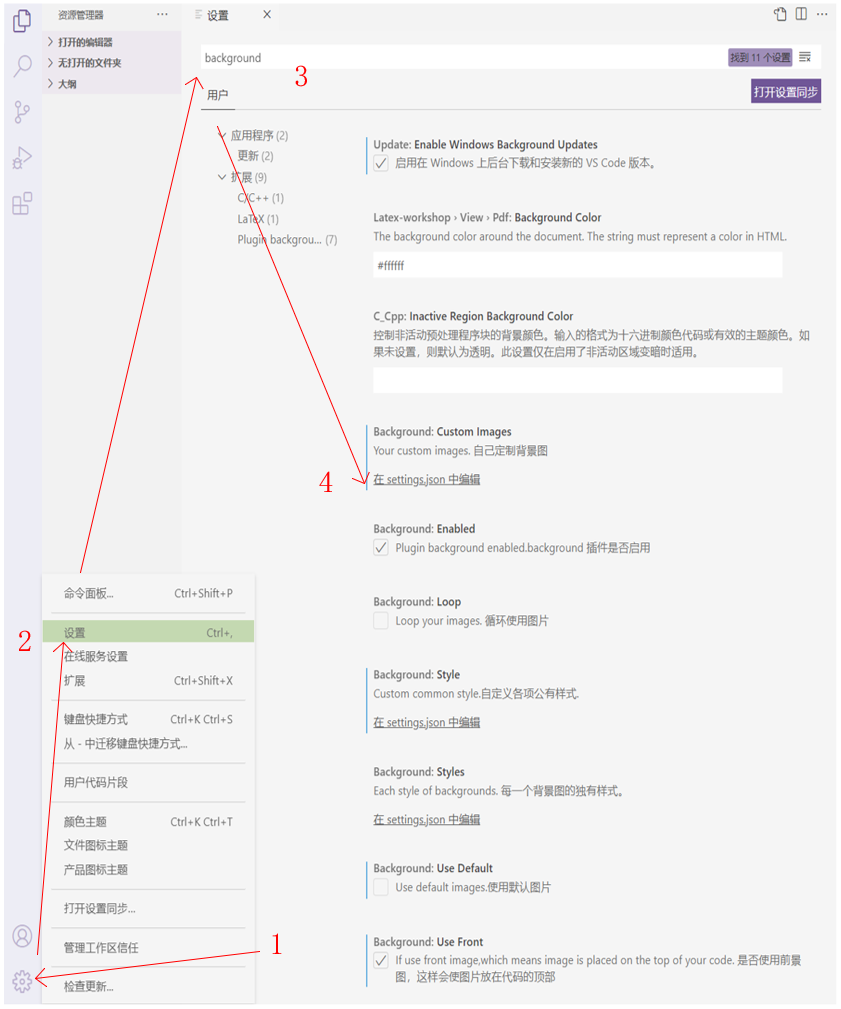 资源管理器 ···
设置 ×
打开的编辑器
无打开的文件夹
大纲
background
找到 11 个设置
3
用户
打开设置同步
应用程序 (2)
更新 (2)
扩展 (9)
C/C++ (1)
LaTeX (1)
Plugin backgrou... (7)
Update: Enable Windows Background Updates
启用在 Windows 上后台下载和安装新的 VS Code 版本。
Latex-workshop › View › Pdf: Background Color
The background color around the document. The string must represent a color in HTML.
#ffffff
C_Cpp: Inactive Region Background Color
控制非活动预处理程序块的背景颜色。输入的格式为十六进制颜色代码或有效的主题颜色。如
果未设置，则默认为透明。此设置仅在启用了非活动区域变暗时适用。
Background: Custom Images
Your custom images. 自己定制背景图
4
在 settings.json 中编辑
Background: Enabled
Plugin background enabled.background 插件是否启用
Background: Loop
Loop your images. 循环使用图片
Background: Style
Custom common style.自定义各项公有样式.
在 settings.json 中编辑
Background: Styles
Each style of backgrounds. 每一个背景图的独有样式。
在 settings.json 中编辑
Background: Use Default
Use default images.使用默认图片
Background: Use Front
If use front image,which means image is placed on the top of your code. 是否使用前景
图，这样会使图片放在代码的顶部
命令面板... Ctrl+Shift+P
2
设置 Ctrl+,
在线服务设置
扩展 Ctrl+Shift+X
键盘快捷方式 Ctrl+K Ctrl+S
从 - 中迁移键盘快捷方式...
用户代码片段
颜色主题 Ctrl+K Ctrl+T
文件图标主题
产品图标主题
打开设置同步...
管理工作区信任
1
检查更新...